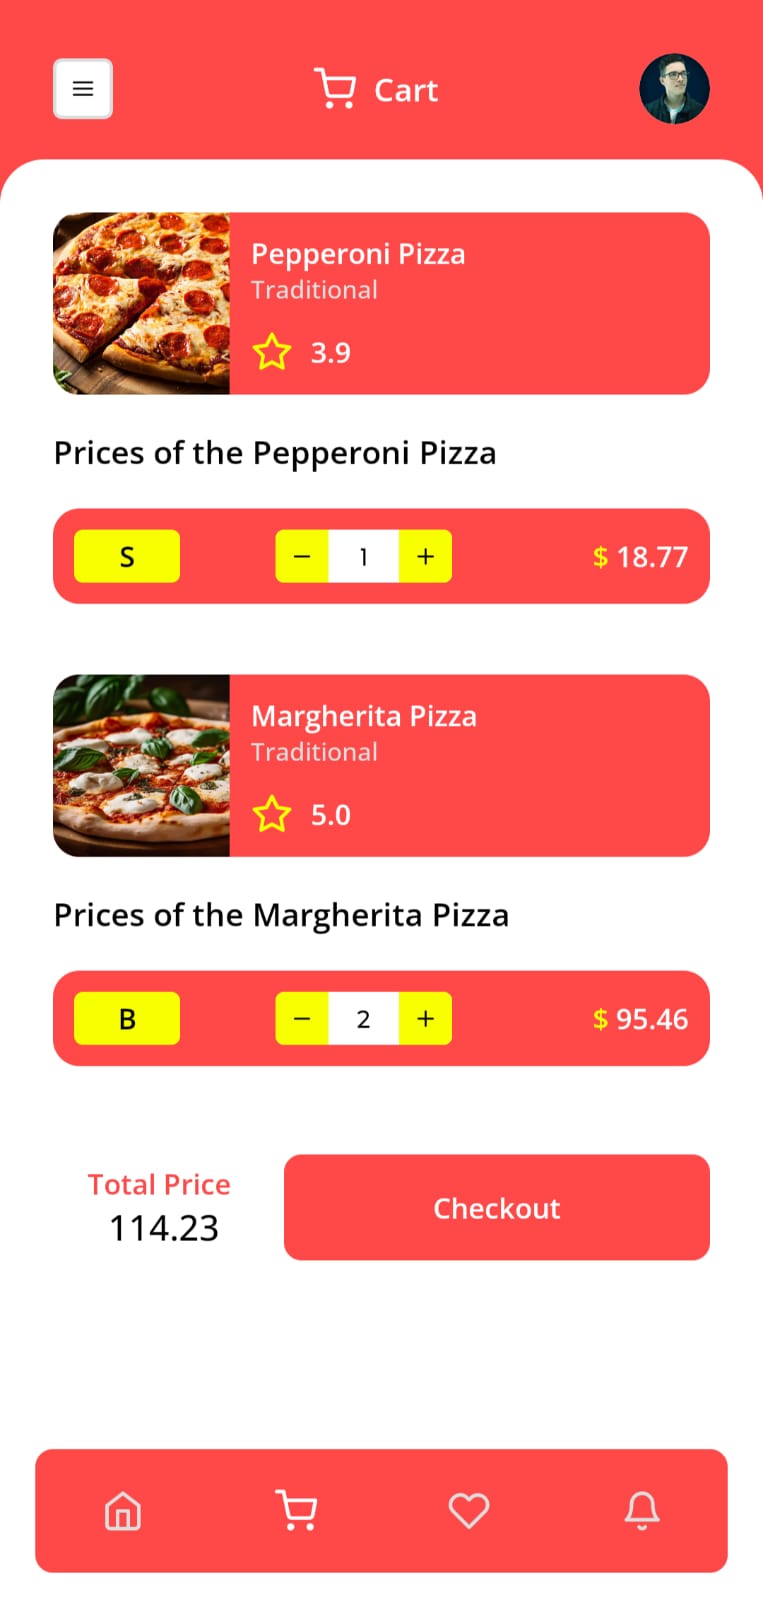 Cart
Pepperoni Pizza
Traditional
3.9
Prices of the Pepperoni Pizza
S
− 1 +
$ 18.77
Margherita Pizza
Traditional
5.0
Prices of the Margherita Pizza
B
− 2 +
$ 95.46
Total Price
114.23
Checkout